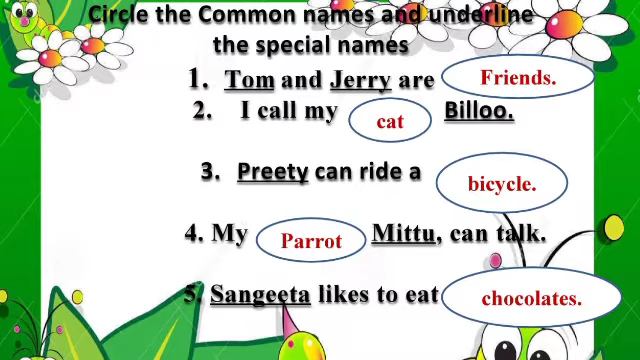 Circle the Common names and underline
the special names
1. Tom and Jerry are Friends.
2. I call my cat Billoo.
3. Preety can ride a bicycle.
4. My Parrot Mittu, can talk.
5. Sangeeta likes to eat chocolates.